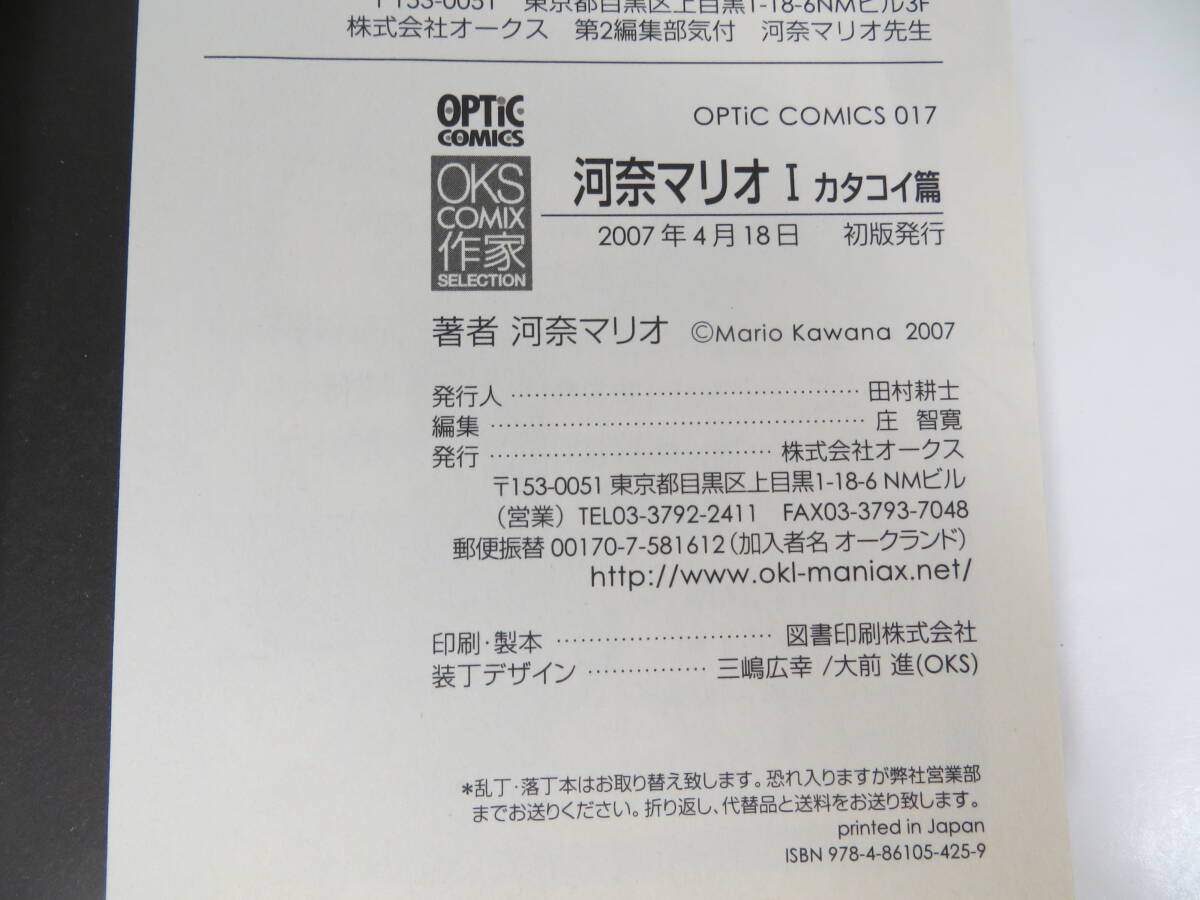 〒153-0051　東京都目黒区上目黒1-18-6NMビル3F
株式会社オークス　第2編集部気付　河奈マリオ先生
OPTiC COMICS
OPTiC COMICS 017
OKS COMIX 作家 SELECTION
河奈マリオ I カタコイ篇
2007年4月18日　初版発行
著者 河奈マリオ ©Mario Kawana 2007
発行人 …………………………………… 田村耕士
編集 ……………………………………… 庄 智寛
発行 ……………………………… 株式会社オークス
〒153-0051 東京都目黒区上目黒1-18-6 NMビル
（営業）TEL03-3792-2411　FAX03-3793-7048
郵便振替 00170-7-581612（加入者名 オークランド）
http://www.okl-maniax.net/
印刷・製本 ……………………… 図書印刷株式会社
装丁デザイン …………… 三嶋広幸 /大前 進(OKS)
*乱丁・落丁本はお取り替え致します。恐れ入りますが弊社営業部
までお送りください。折り返し、代替品と送料をお送り致します。
printed in Japan
ISBN 978-4-86105-425-9